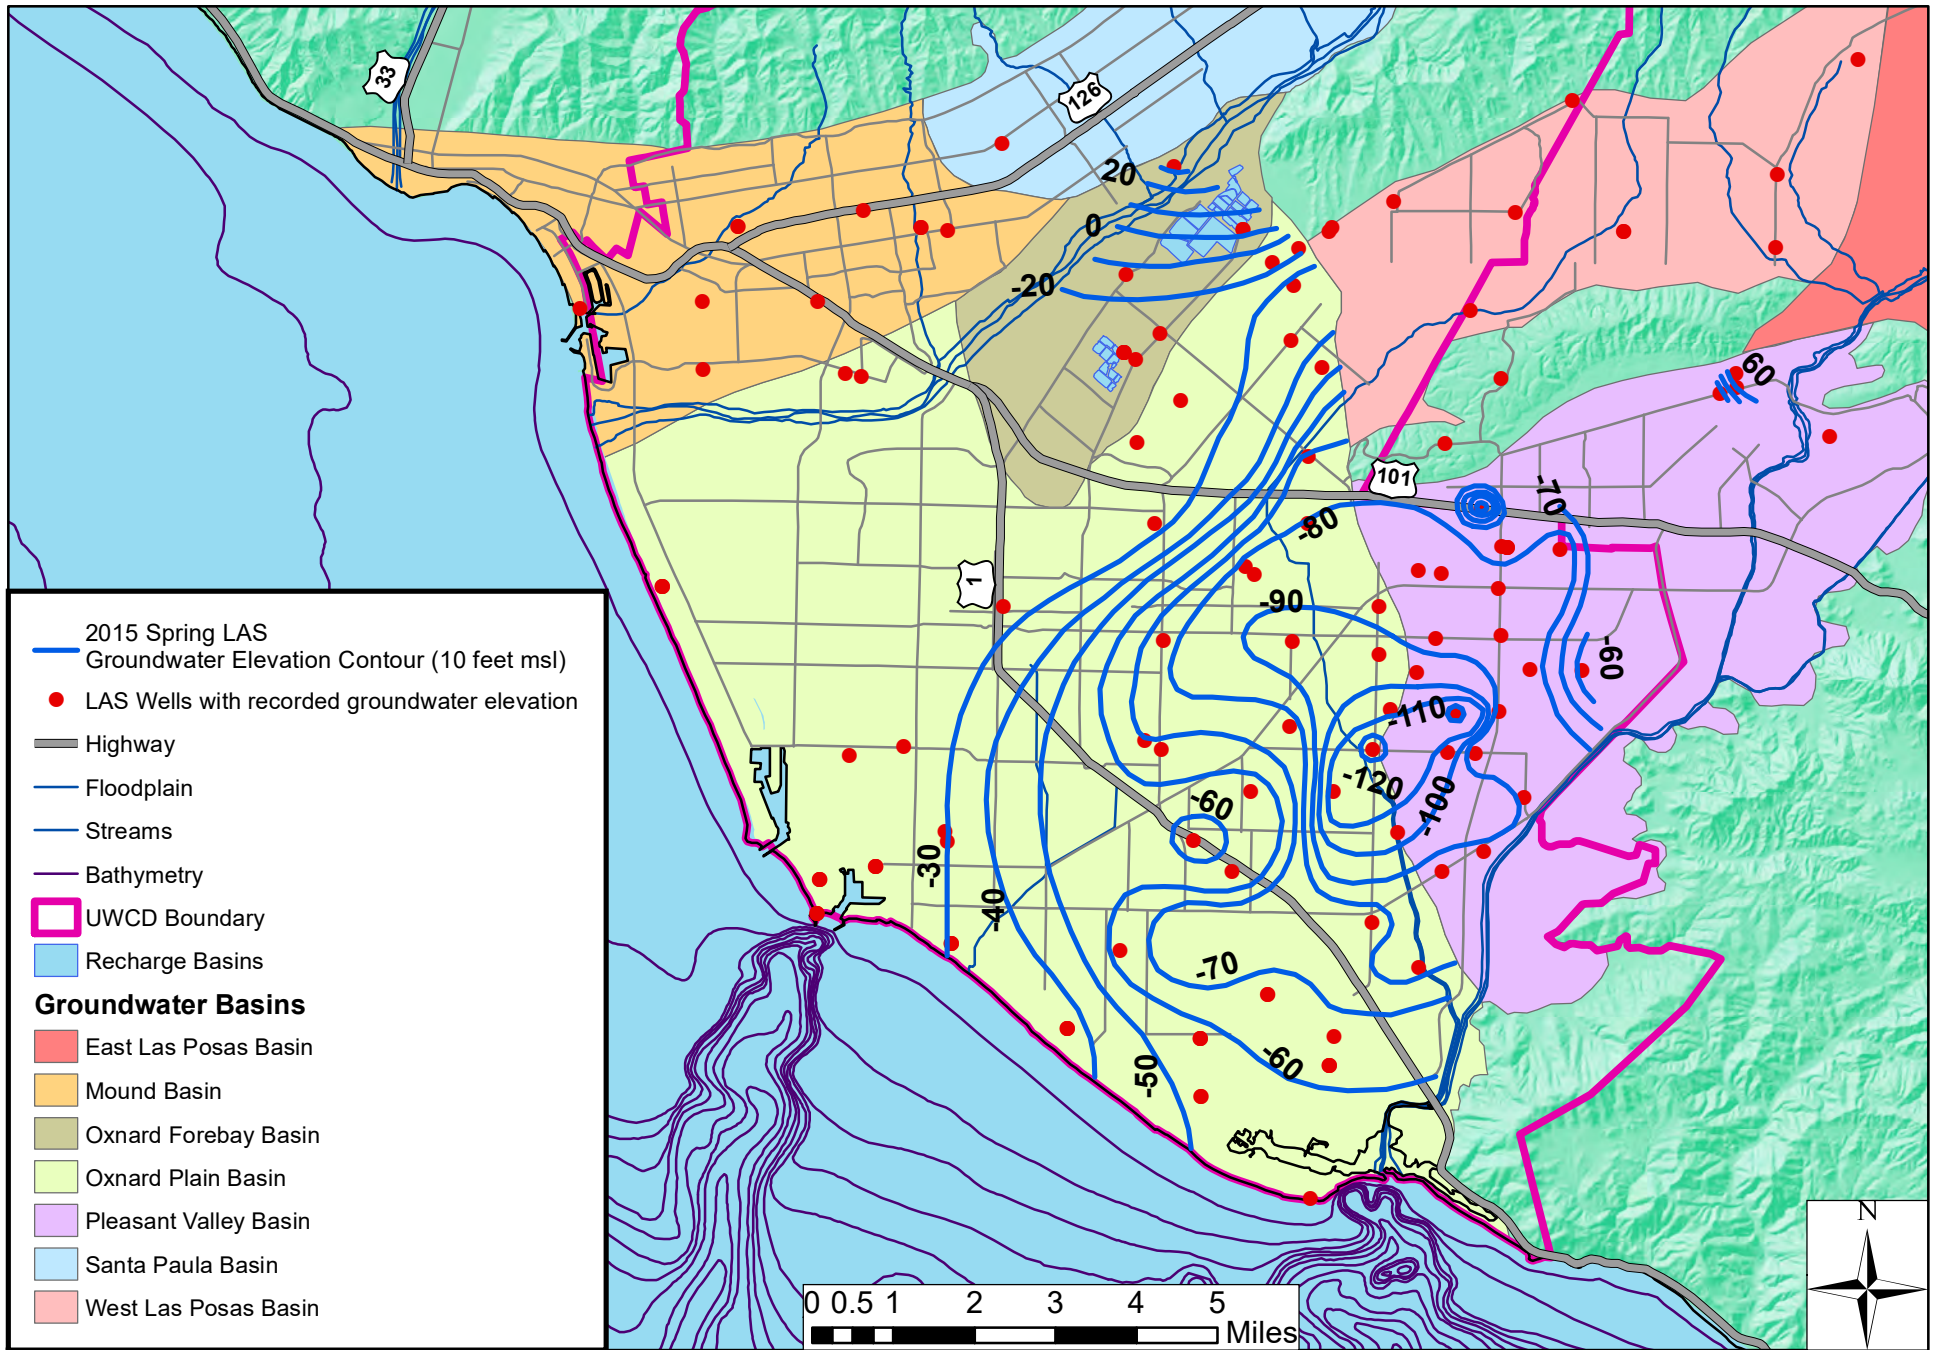 33
126
20
0
-20
60
101
-70
-80
1
-90
-60
-110
-120
-100
-60
-30
-40
-70
-50
-60
2015 Spring LAS
Groundwater Elevation Contour (10 feet msl)
LAS Wells with recorded groundwater elevation
Highway
Floodplain
Streams
Bathymetry
UWCD Boundary
Recharge Basins
Groundwater Basins
East Las Posas Basin
Mound Basin
Oxnard Forebay Basin
Oxnard Plain Basin
Pleasant Valley Basin
Santa Paula Basin
West Las Posas Basin
0 0.5 1 2 3 4 5
Miles
N